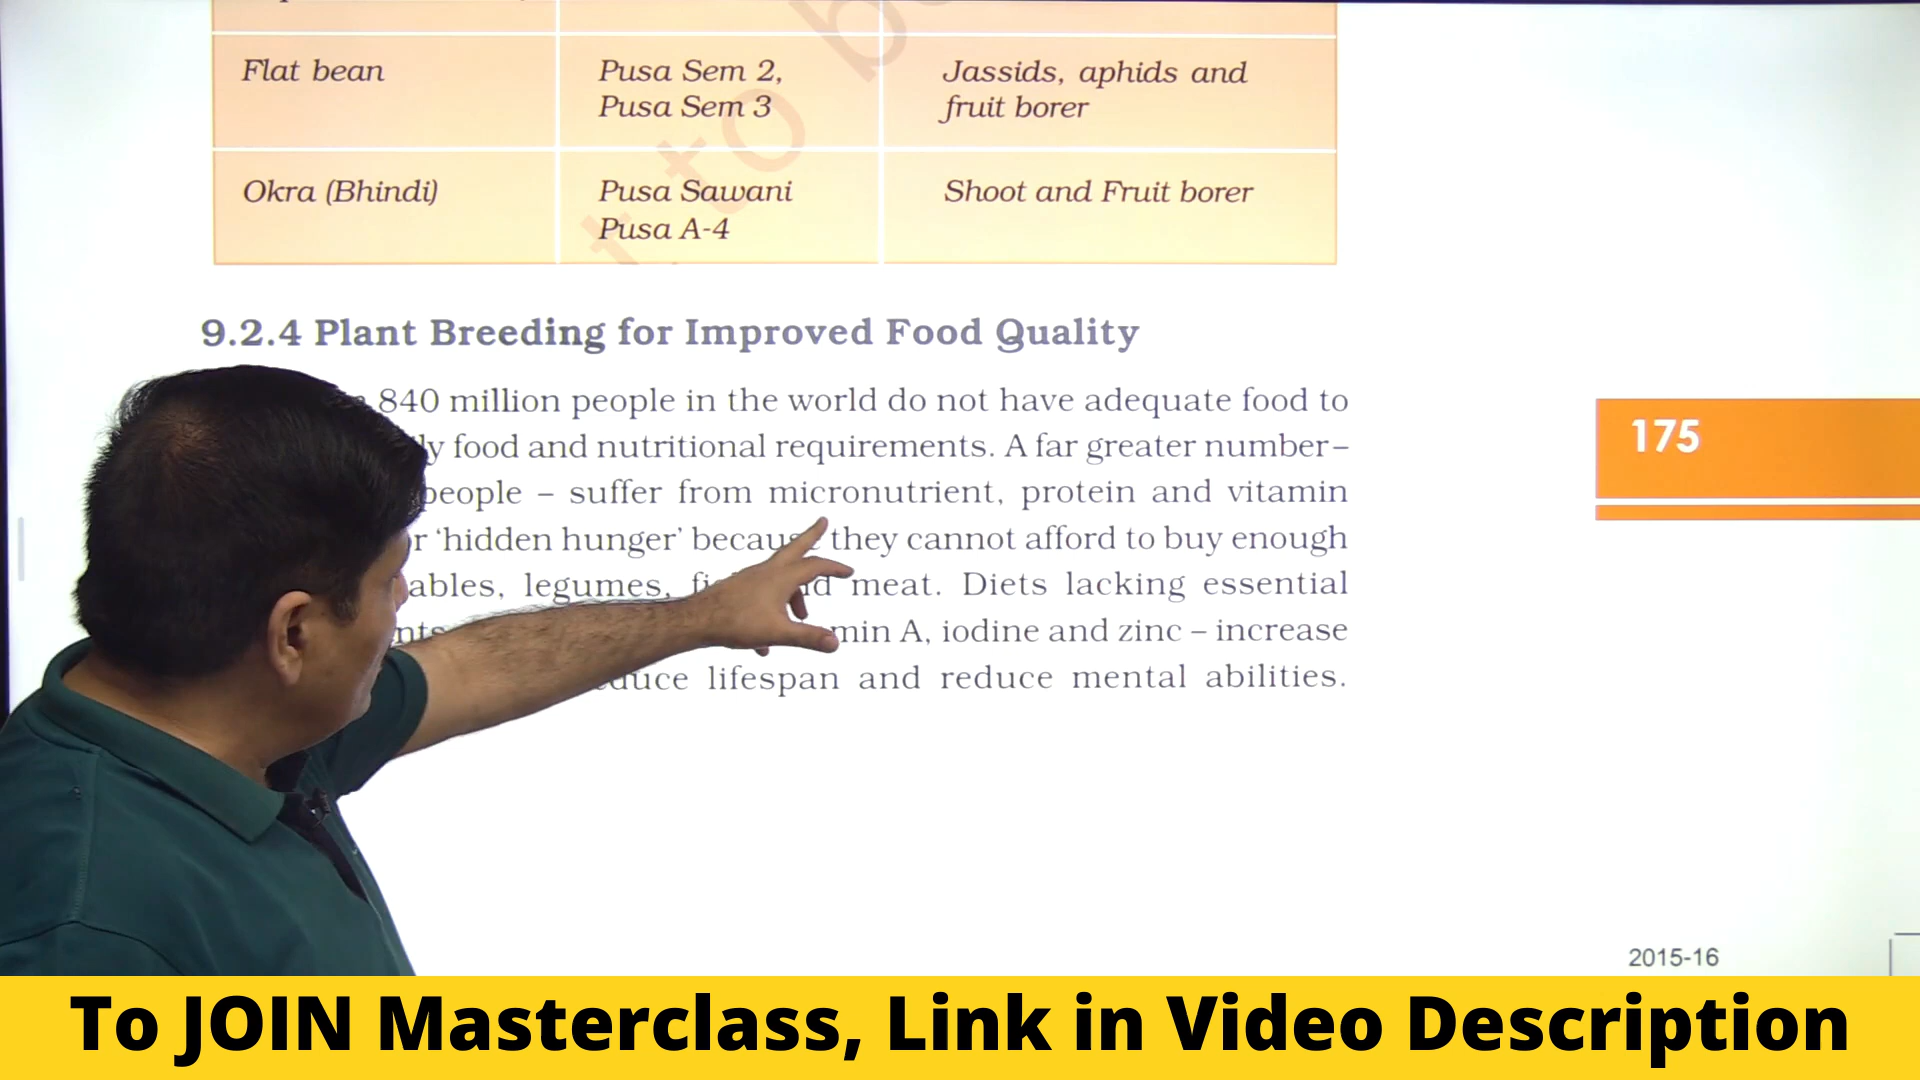 Flat bean
Pusa Sem 2,
Pusa Sem 3
Jassids, aphids and
fruit borer
Okra (Bhindi)
Pusa Sawani
Pusa A-4
Shoot and Fruit borer
to b
9.2.4 Plant Breeding for Improved Food Quality
840 million people in the world do not have adequate food to
food and nutritional requirements. A far greater number–
people – suffer from micronutrient, protein and vitamin
'hidden hunger' because they cannot afford to buy enough
legumes, and meat. Diets lacking essential
A, iodine and zinc – increase
lifespan and reduce mental abilities.
175
2015-16
To JOIN Masterclass, Link in Video Description